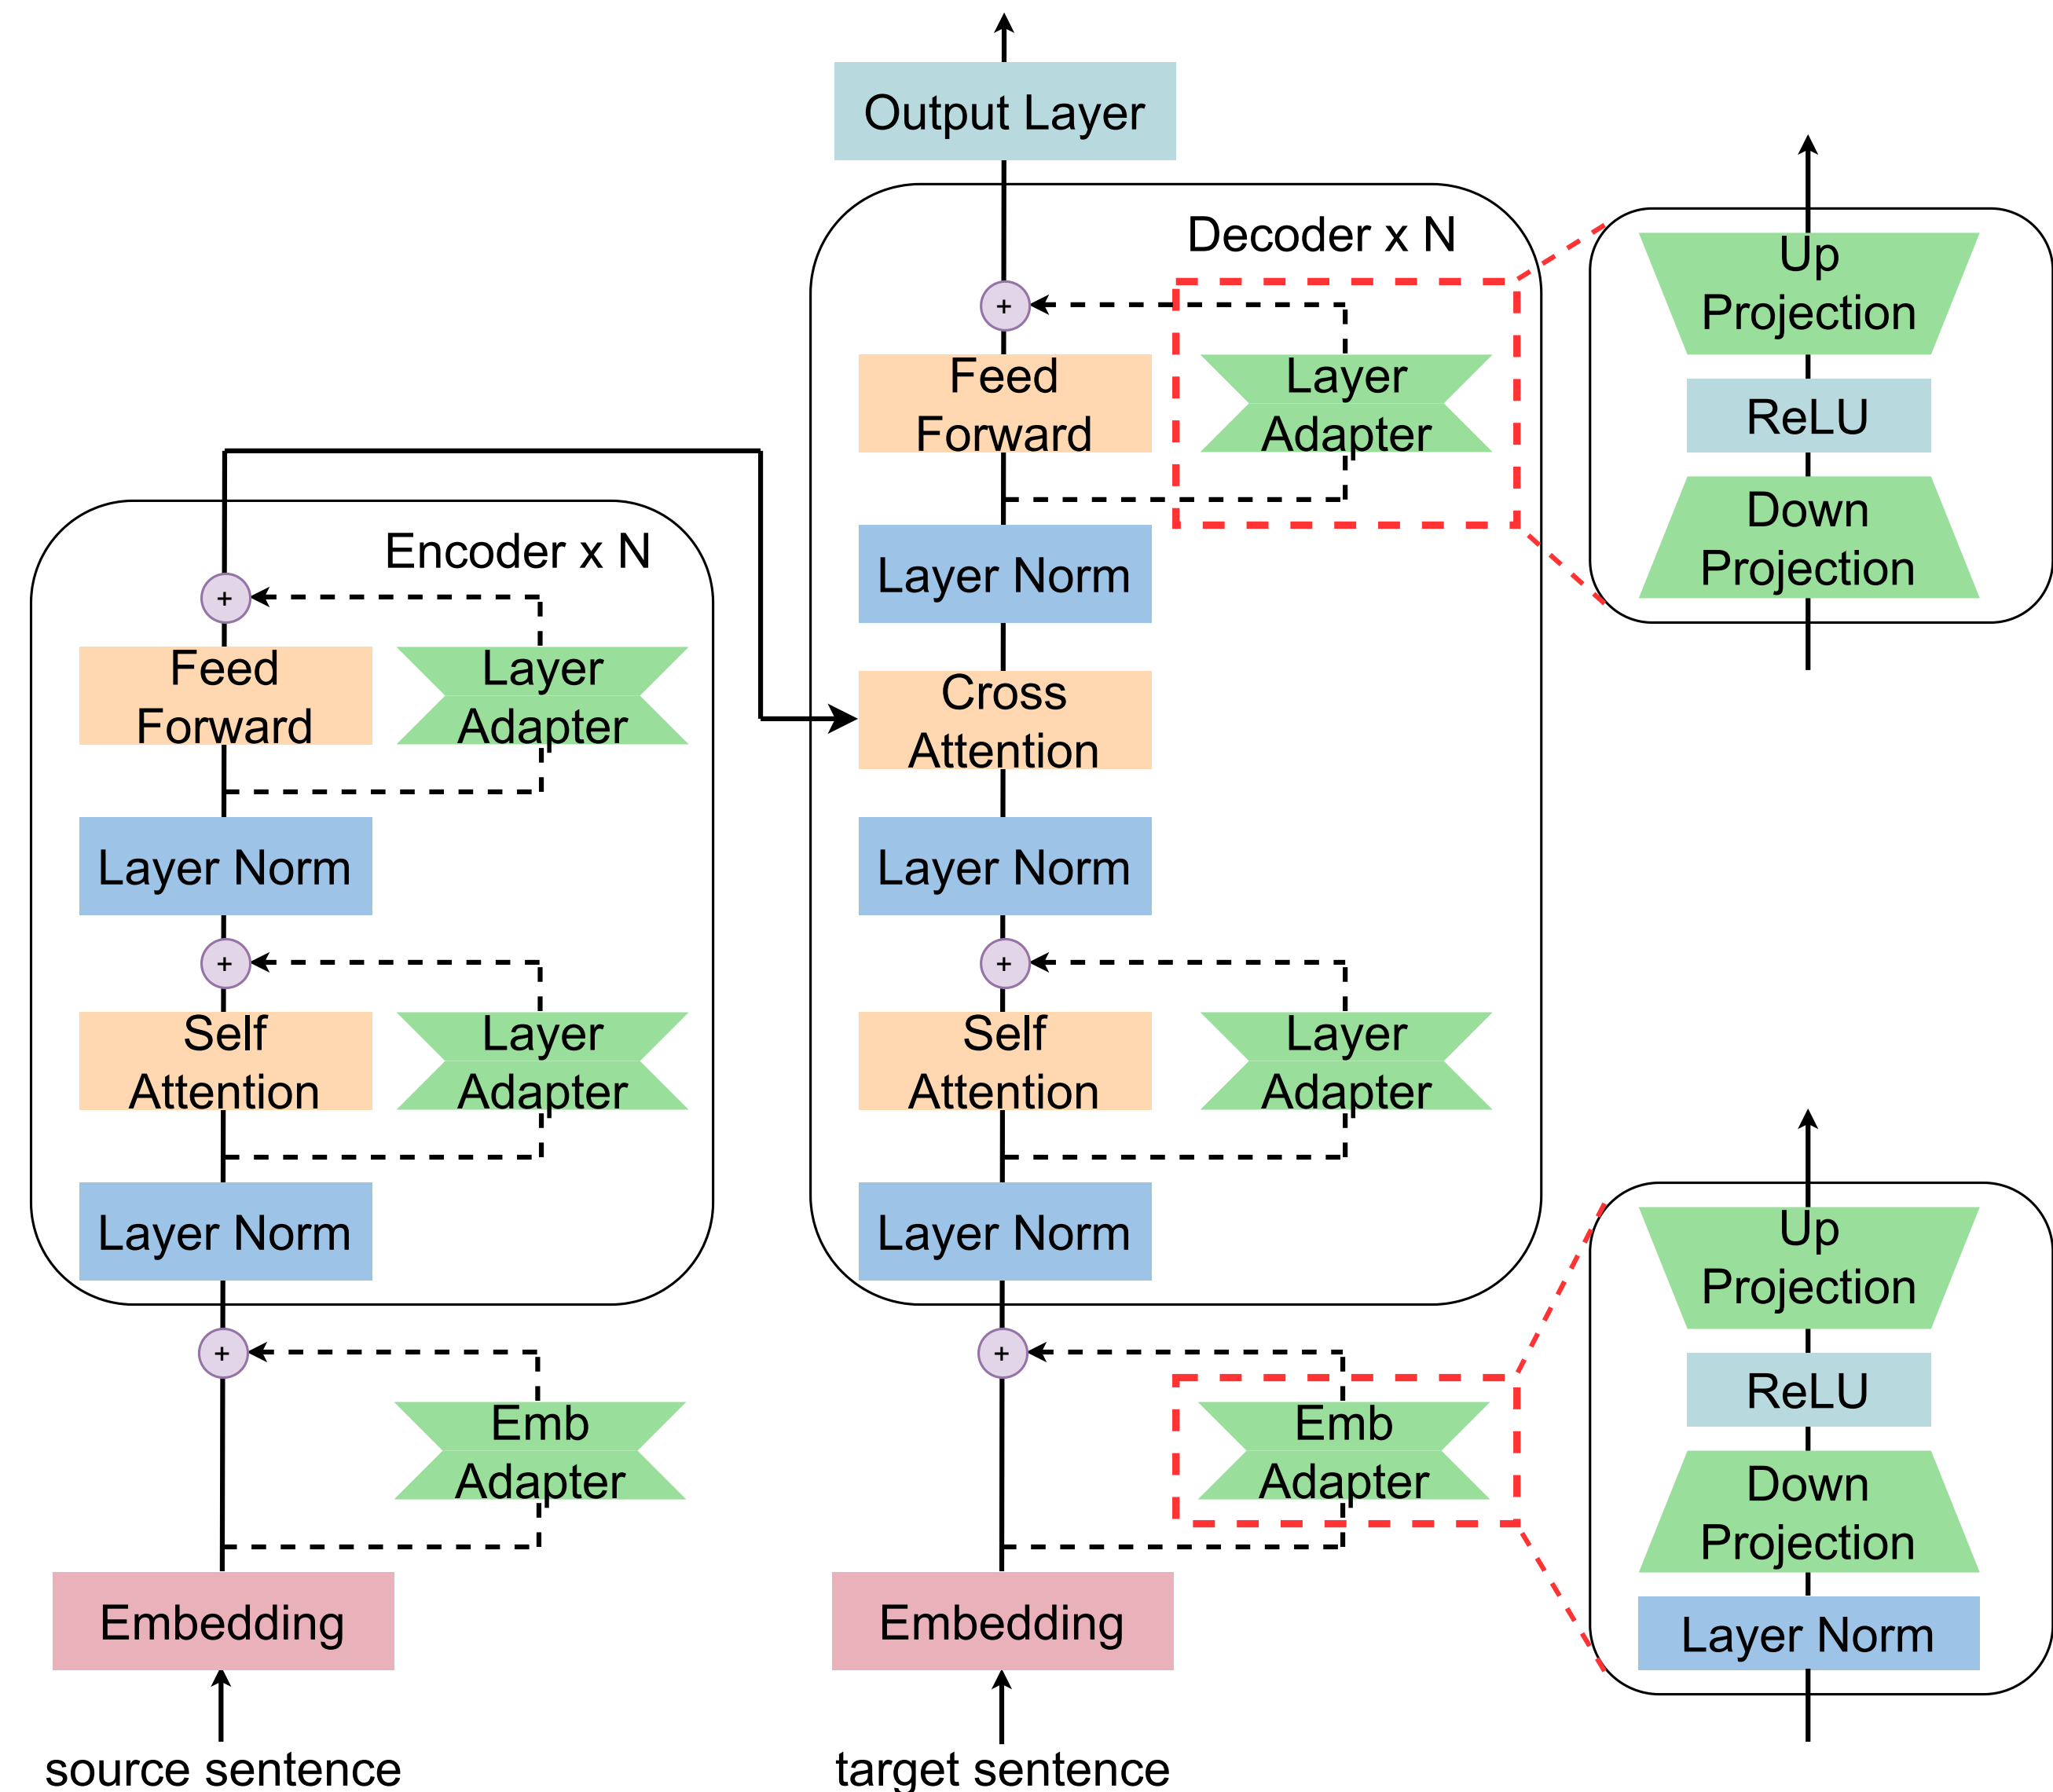 Output Layer
Decoder x N
+
Feed
Forward
Layer
Adapter
Layer Norm
Cross
Attention
Layer Norm
+
Self
Attention
Layer
Adapter
Layer Norm
+
Emb
Adapter
Embedding
target sentence
Encoder x N
+
Feed
Forward
Layer
Adapter
Layer Norm
+
Self
Attention
Layer
Adapter
Layer Norm
+
Emb
Adapter
Embedding
source sentence
Up
Projection
ReLU
Down
Projection
Up
Projection
ReLU
Down
Projection
Layer Norm